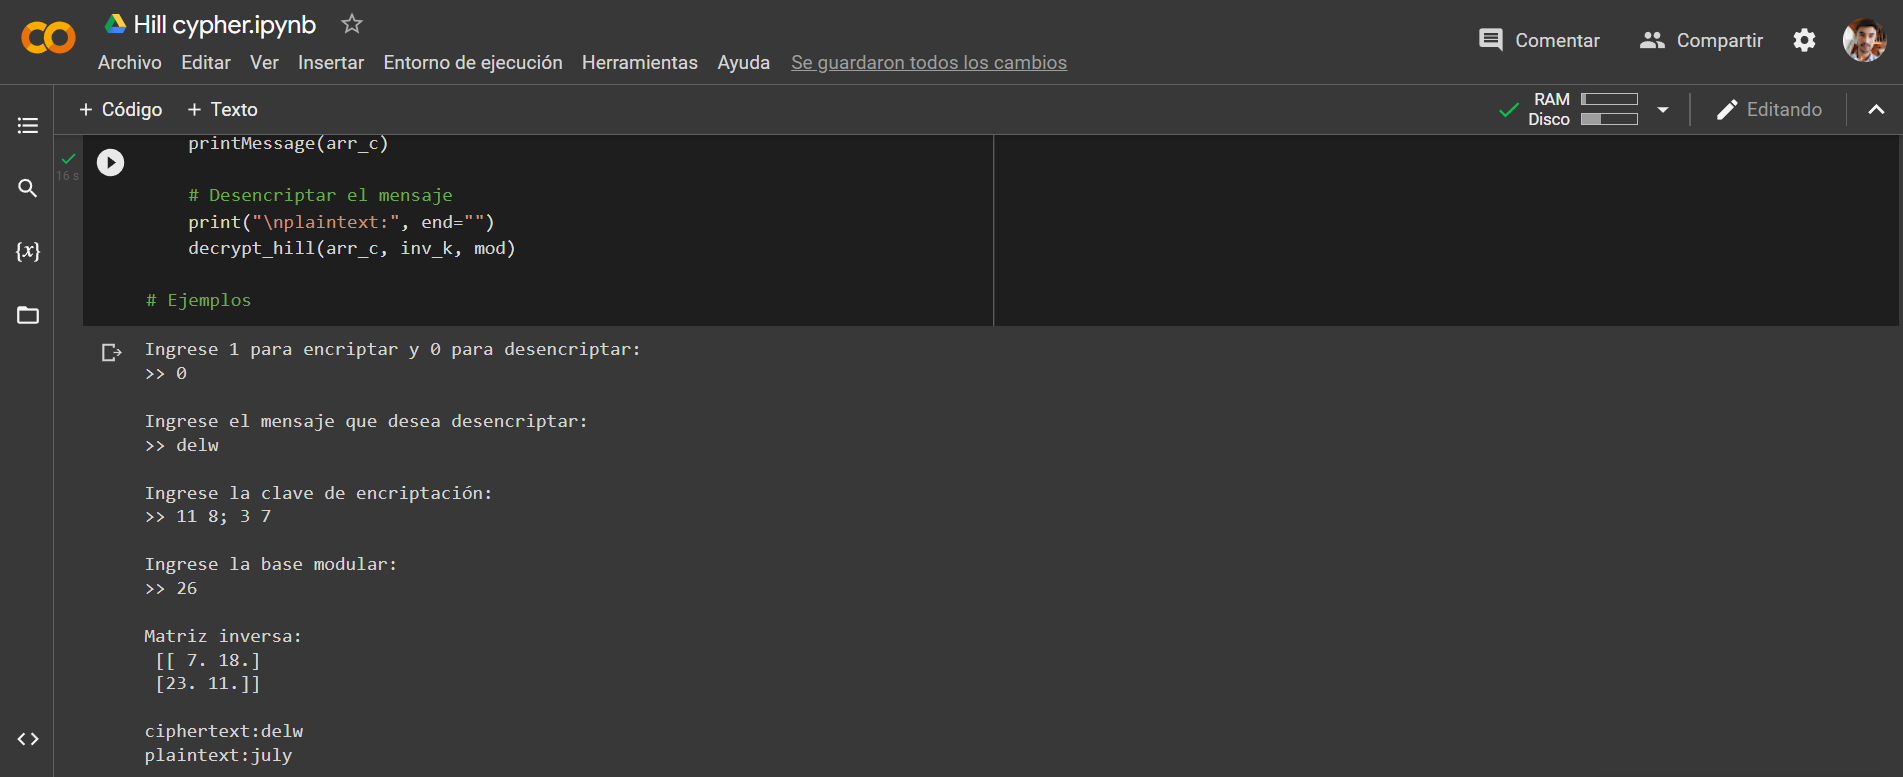 Hill cypher.ipynb
Archivo Editar Ver Insertar Entorno de ejecución Herramientas Ayuda Se guardaron todos los cambios
Comentar Compartir
+ Código + Texto
RAM
Disco
Editando
16 s
printMessage(arr_c)
# Desencriptar el mensaje
print("\nplaintext:", end="")
decrypt_hill(arr_c, inv_k, mod)
# Ejemplos
{x}
Ingrese 1 para encriptar y 0 para desencriptar:
>> 0
Ingrese el mensaje que desea desencriptar:
>> delw
Ingrese la clave de encriptación:
>> 11 8; 3 7
Ingrese la base modular:
>> 26
Matriz inversa:
[[ 7. 18.]
[23. 11.]]
ciphertext:delw
plaintext:july